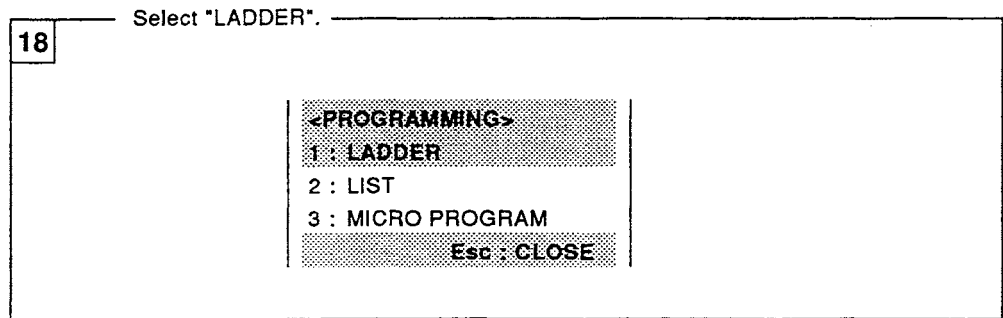 Select "LADDER".
18
<PROGRAMMING>
1 : LADDER
2 : LIST
3 : MICRO PROGRAM
Esc : CLOSE